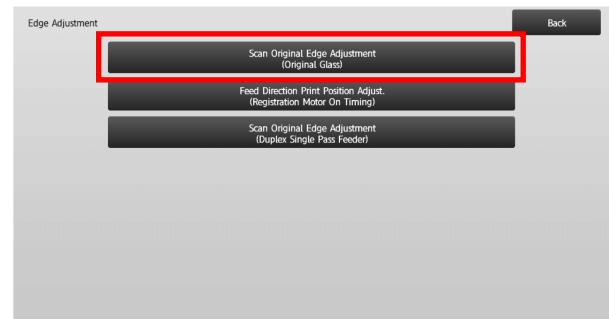 Edge Adjustment
Back
Scan Original Edge Adjustment
(Original Glass)
Feed Direction Print Position Adjust.
(Registration Motor On Timing)
Scan Original Edge Adjustment
(Duplex Single Pass Feeder)